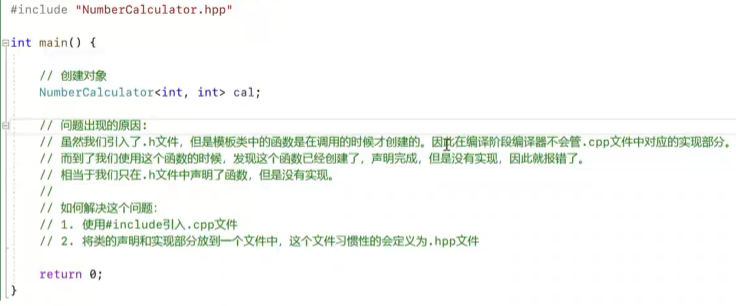 #include "NumberCalculator.hpp"
int main() {
// 创建对象
NumberCalculator<int, int> cal;
// 问题出现的原因:
// 虽然我们引入了.h文件，但是模板类中的函数是在调用的时候才创建的。因此在编译阶段编译器不会管.cpp文件中对应的实现部分。
// 而到了我们使用这个函数的时候，发现这个函数已经创建了，声明完成，但是没有实现，因此就报错了。
// 相当于我们只在.h文件中声明了函数，但是没有实现。
//
// 如何解决这个问题:
// 1. 使用#include引入.cpp文件
// 2. 将类的声明和实现部分放到一个文件中，这个文件习惯性的会定义为.hpp文件
return 0;
}